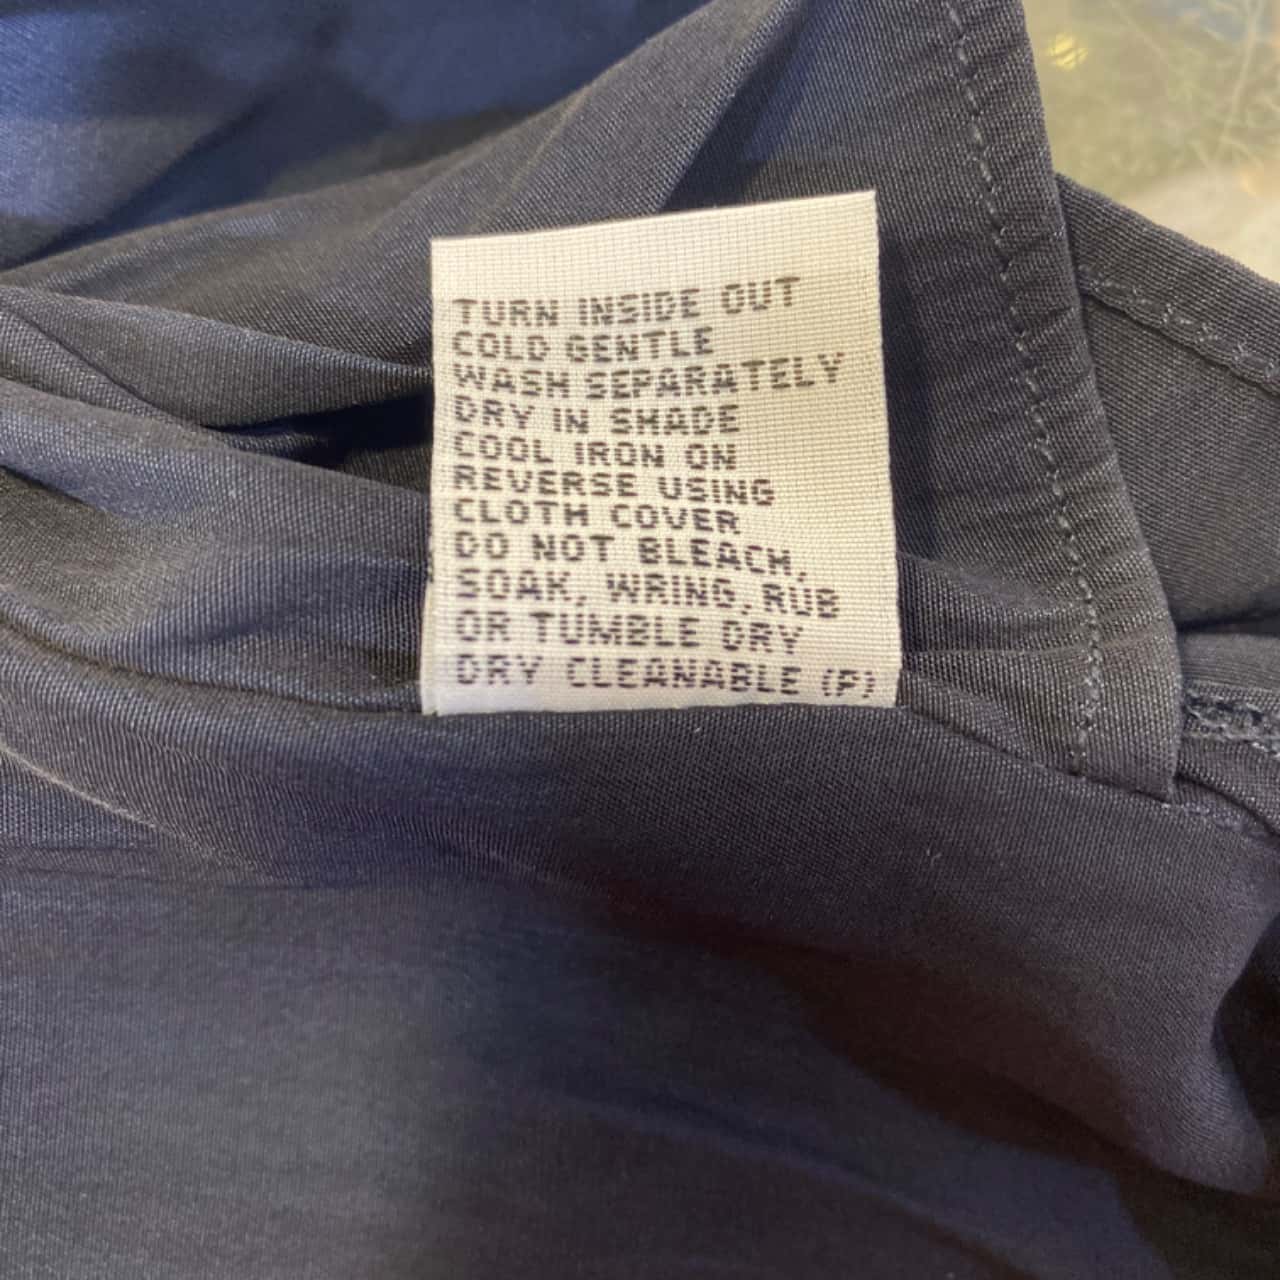 TURN INSIDE OUT
COLD GENTLE
WASH SEPARATELY
DRY IN SHADE
COOL IRON ON
REVERSE USING
CLOTH COVER
DO NOT BLEACH,
SOAK, WRING, RUB
OR TUMBLE DRY
DRY CLEANABLE (P)